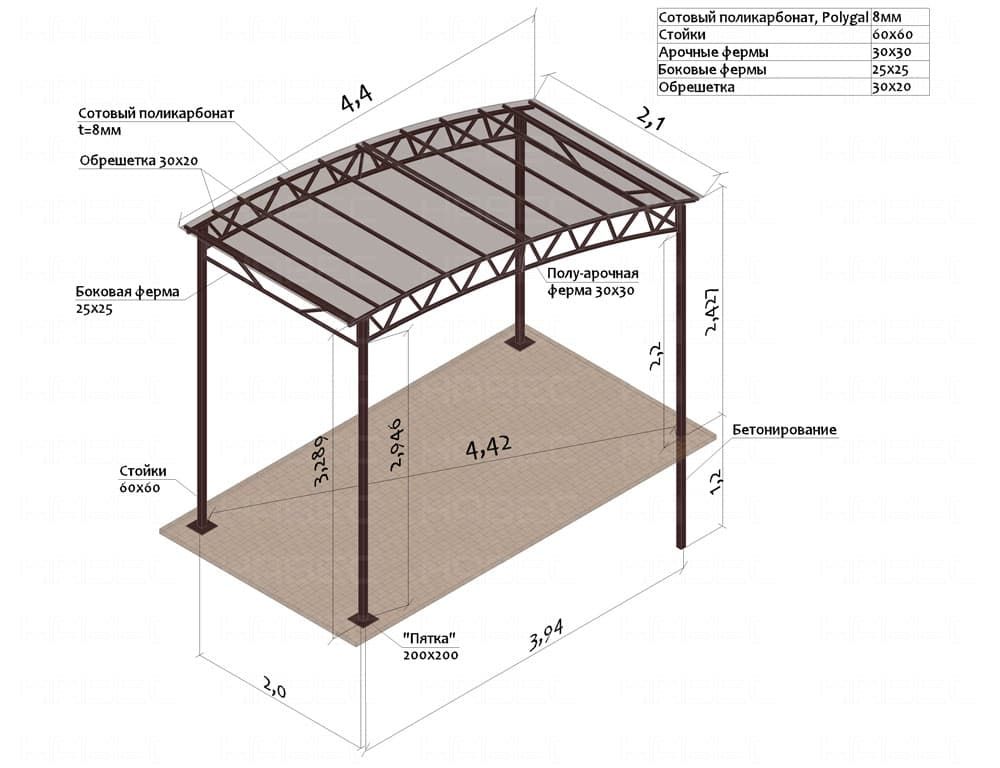 Сотовый поликарбонат, Polygal 8мм
Стойки 60х60
Арочные фермы 30х30
Боковые фермы 25х25
Обрешетка 30х20
4,4
2,1
Сотовый поликарбонат
t=8мм
Обрешетка 30х20
Боковая ферма
25х25
Полу-арочная
ферма 30х30
2,427
2,2
Бетонирование
4,42
2,946
3,289
Стойки
60х60
1,2
"Пятка"
200х200
3,94
2,0